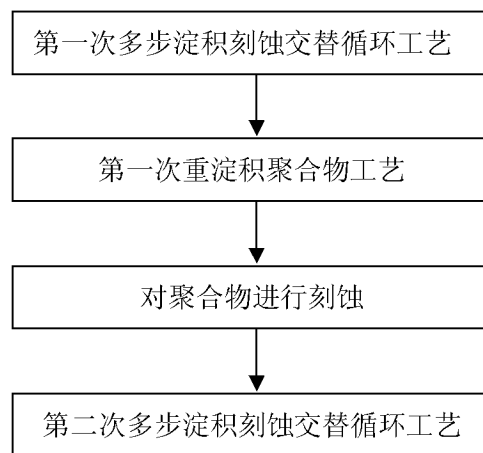 第一次多步淀积刻蚀交替循环工艺
第一次重淀积聚合物工艺
对聚合物进行刻蚀
第二次多步淀积刻蚀交替循环工艺